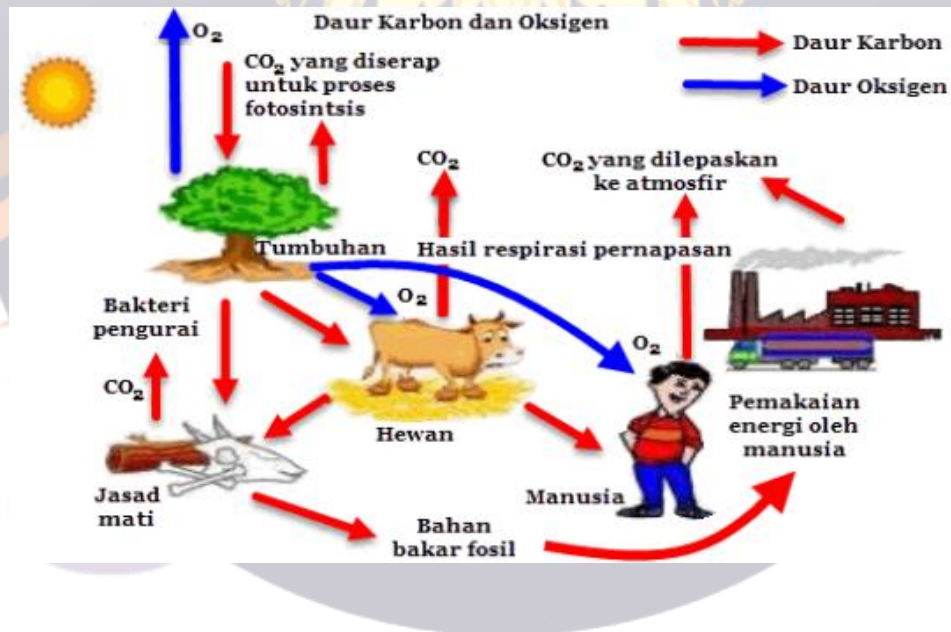 Daur Karbon dan Oksigen
O2
Daur Karbon
Daur Oksigen
CO2 yang diserap
untuk proses
fotosintsis
CO2
CO2 yang dilepaskan
ke atmosfir
Tumbuhan
Hasil respirasi pernapasan
Bakteri
pengurai
O2
O2
CO2
Hewan
Pemakaian
energi oleh
manusia
Jasad
mati
Manusia
Bahan
bakar fosil